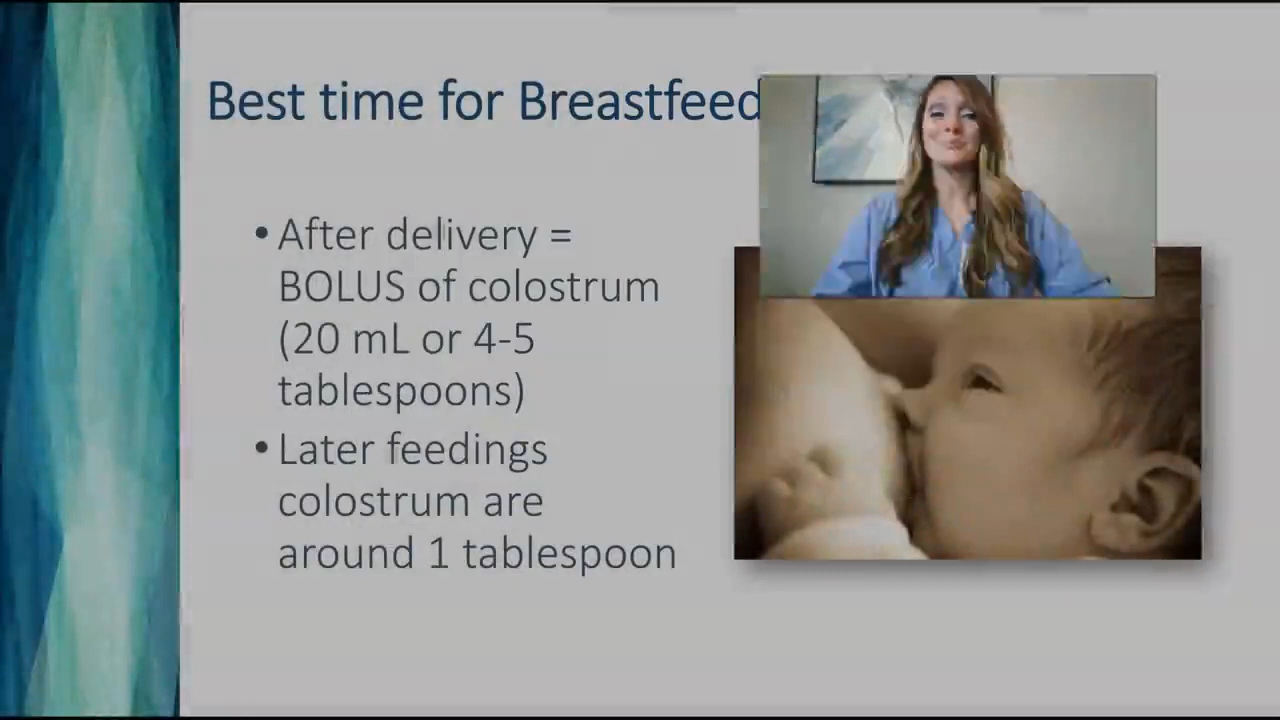 Best time for Breastfeed
• After delivery =
BOLUS of colostrum
(20 mL or 4-5
tablespoons)
• Later feedings
colostrum are
around 1 tablespoon